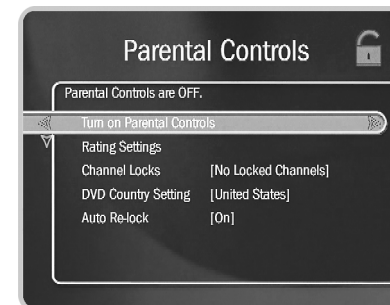 Parental Controls
Parental Controls are OFF.
Turn on Parental Controls
Rating Settings
Channel Locks [No Locked Channels]
DVD Country Setting [United States]
Auto Re-lock [On]